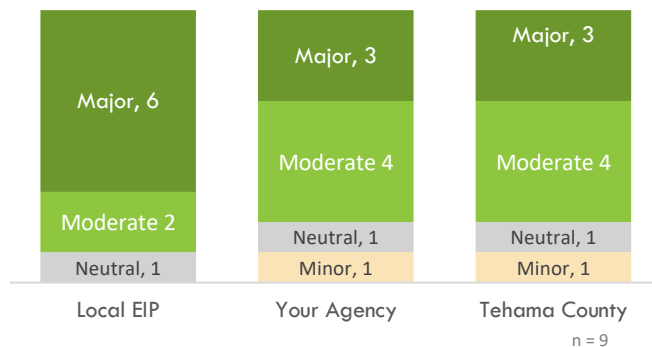 Major, 6
Moderate 2
Neutral, 1
Local EIP
Major, 3
Moderate 4
Neutral, 1
Minor, 1
Your Agency
Major, 3
Moderate 4
Neutral, 1
Minor, 1
Tehama County
n = 9